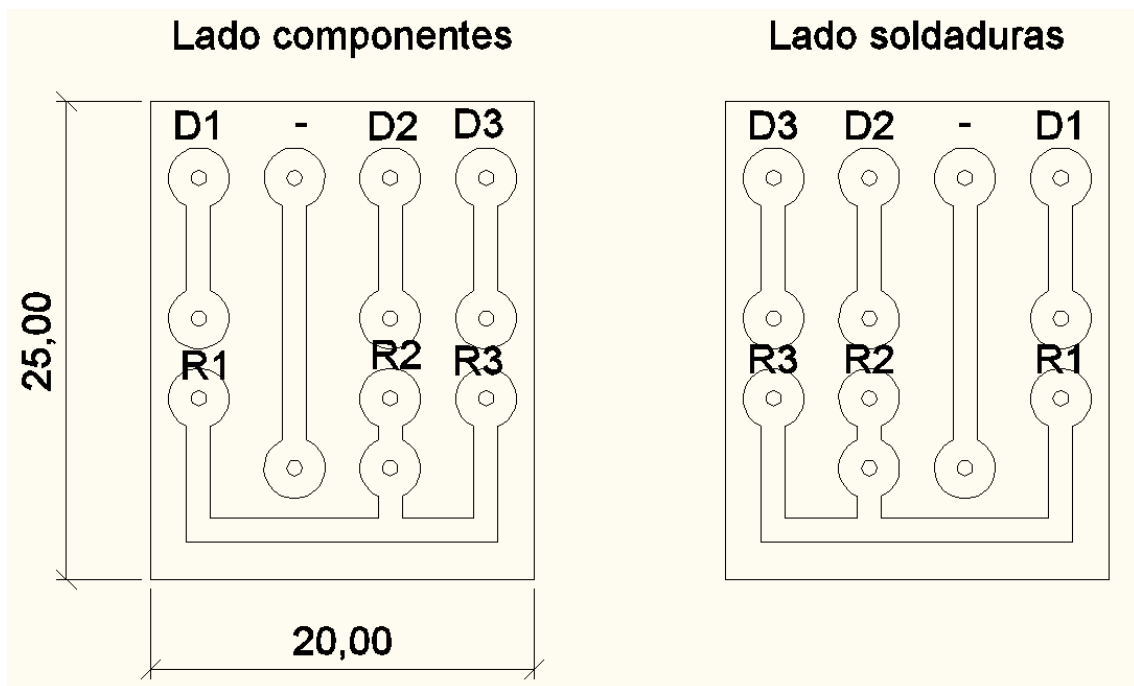 Lado componentes
Lado soldaduras
D1 - D2 D3
D3 D2 - D1
R1 R2 R3
R3 R2 R1
25,00
20,00